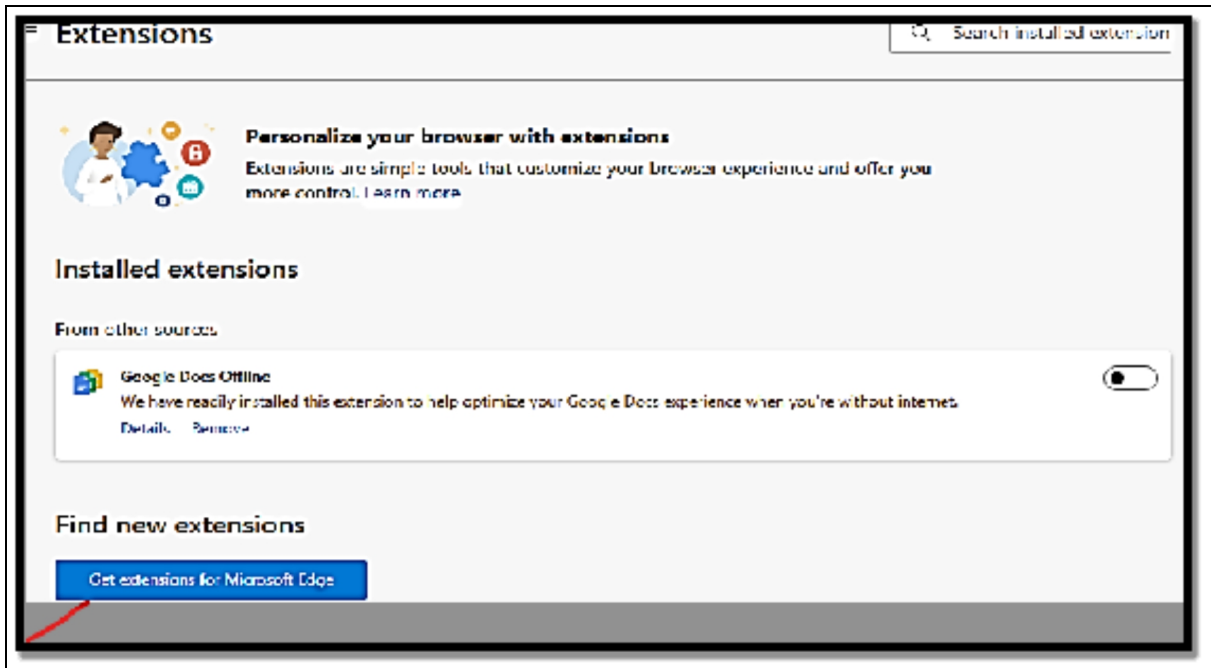 Extensions
Search installed extension
Personalize your browser with extensions
Extensions are simple tools that customize your browser experience and offer you
more control. Learn more
Installed extensions
From other sources
Google Docs Offline
We have readily installed this extension to help optimize your Google Docs experience when you're without internet.
Details Remove
Find new extensions
Get extensions for Microsoft Edge